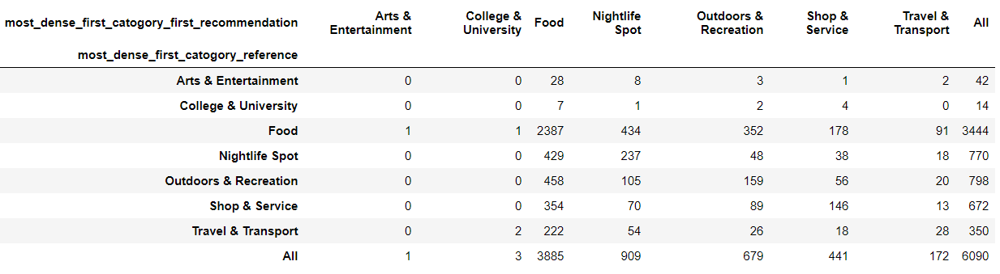 most_dense_first_catogory_first_recommendation Arts & Entertainment College & University Food Nightlife Spot Outdoors & Recreation Shop & Service Travel & Transport All
most_dense_first_catogory_reference
Arts & Entertainment 0 0 28 8 3 1 2 42
College & University 0 0 7 1 2 4 0 14
Food 1 1 2387 434 352 178 91 3444
Nightlife Spot 0 0 429 237 48 38 18 770
Outdoors & Recreation 0 0 458 105 159 56 20 798
Shop & Service 0 0 354 70 89 146 13 672
Travel & Transport 0 2 222 54 26 18 28 350
All 1 3 3885 909 679 441 172 6090